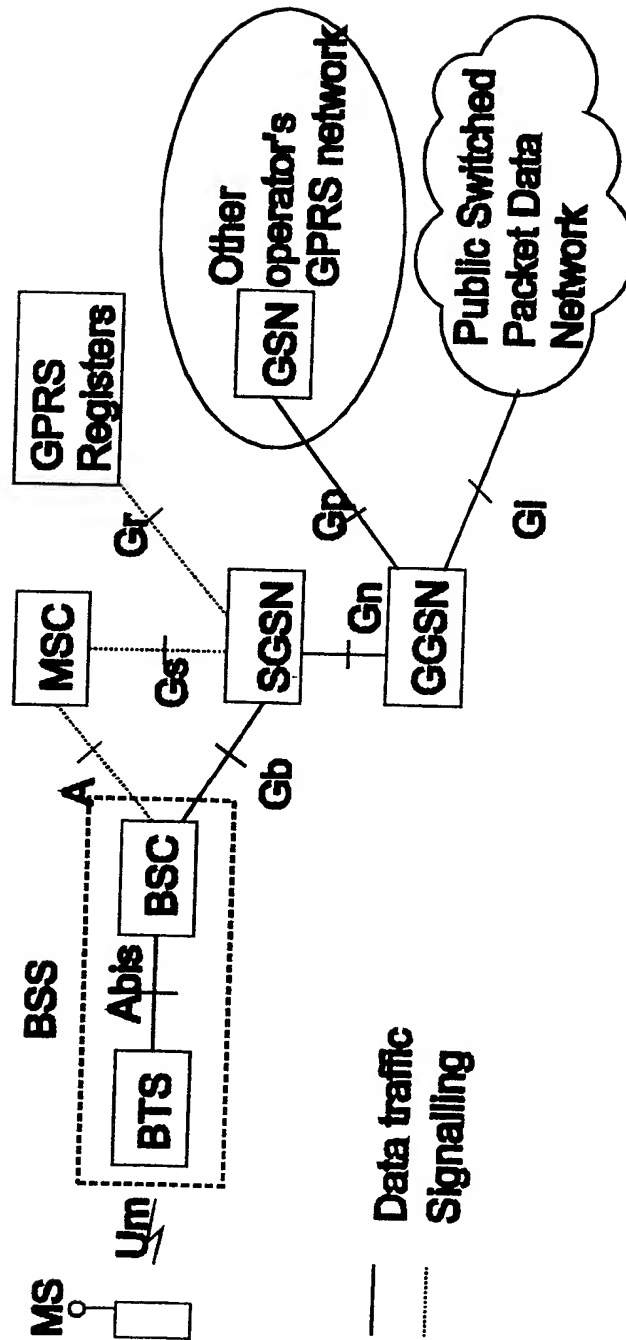 MS
Um
BSS
BTS
Abis
BSC
A
MSC
Gs
Gb
Gr
GPRS
Registers
SGSN
Gn
GGSN
Gp
Gi
Other
operator's
GPRS network
GSN
Public Switched
Packet Data
Network
Data traffic
Signalling